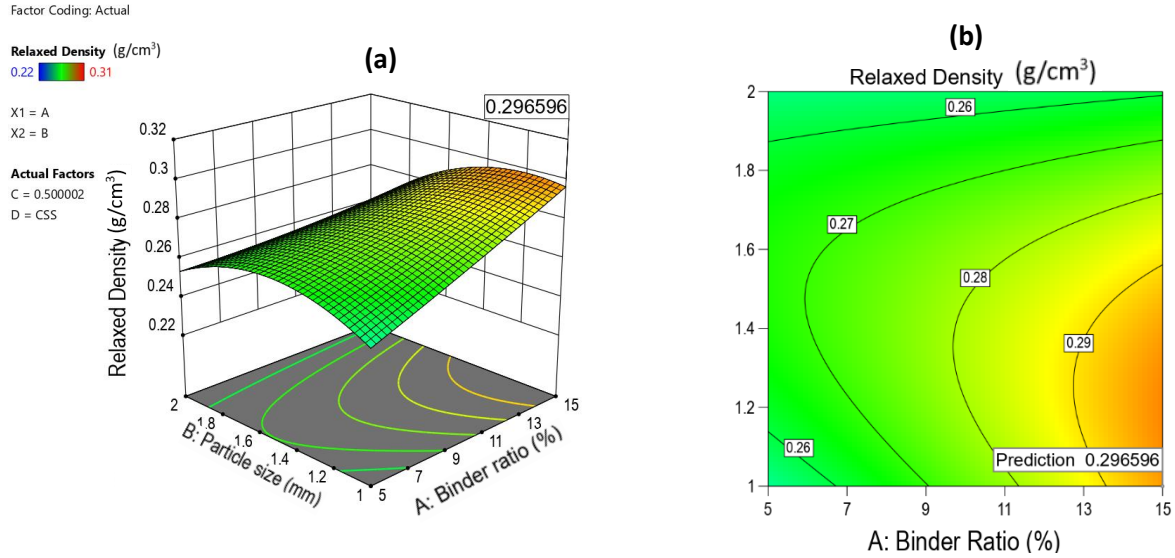 Factor Coding: Actual
Relaxed Density (g/cm³)
0.22 0.31
X1 = A
X2 = B
Actual Factors
C = 0.500002
D = CSS
(a)
0.296596
0.32
0.3
0.28
0.26
0.24
0.22
Relaxed Density (g/cm³)
2
1.8
1.6
1.4
1.2
1
B: Particle size (mm)
5
7
9
11
13
15
A: Binder ratio (%)
(b)
Relaxed Density (g/cm³)
2
1.8
1.6
1.4
1.2
1
0.26
0.27
0.28
0.29
0.26
Prediction 0.296596
5 7 9 11 13 15
A: Binder Ratio (%)